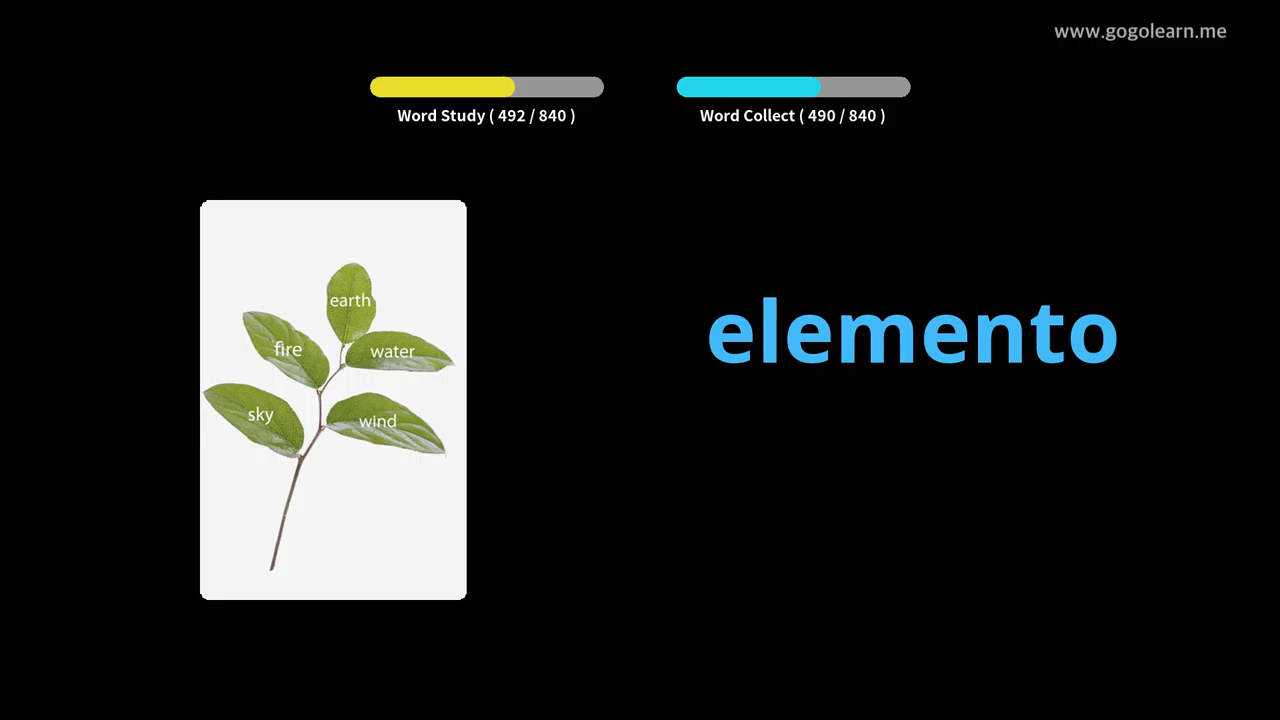 www.gogolearn.me
Word Study ( 492 / 840 )
Word Collect ( 490 / 840 )
earth
fire
water
sky
wind
elemento